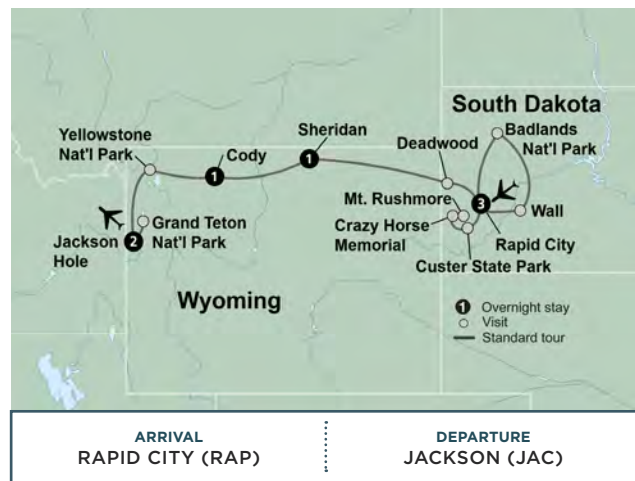 South Dakota
Sheridan
Badlands
Nat'l Park
Deadwood
Yellowstone
Nat'l Park
Cody
1
1
Mt. Rushmore
3
Wall
Crazy Horse
Memorial
Rapid City
Grand Teton
Nat'l Park
Jackson
Hole
2
Custer State Park
Wyoming
1 Overnight stay
Visit
Standard tour
ARRIVAL
RAPID CITY (RAP)
DEPARTURE
JACKSON (JAC)